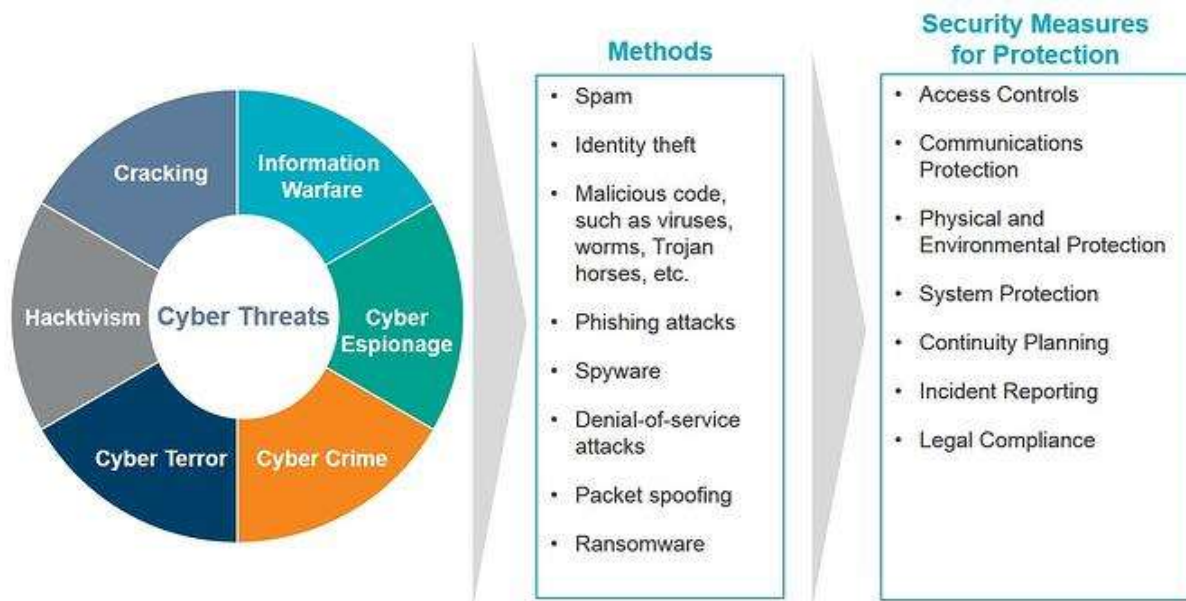 Cracking
Information
Warfare
Hacktivism
Cyber Threats
Cyber
Espionage
Cyber Terror
Cyber Crime
Methods
• Spam
• Identity theft
• Malicious code,
such as viruses,
worms, Trojan
horses, etc.
• Phishing attacks
• Spyware
• Denial-of-service
attacks
• Packet spoofing
• Ransomware
Security Measures
for Protection
• Access Controls
• Communications
Protection
• Physical and
Environmental Protection
• System Protection
• Continuity Planning
• Incident Reporting
• Legal Compliance